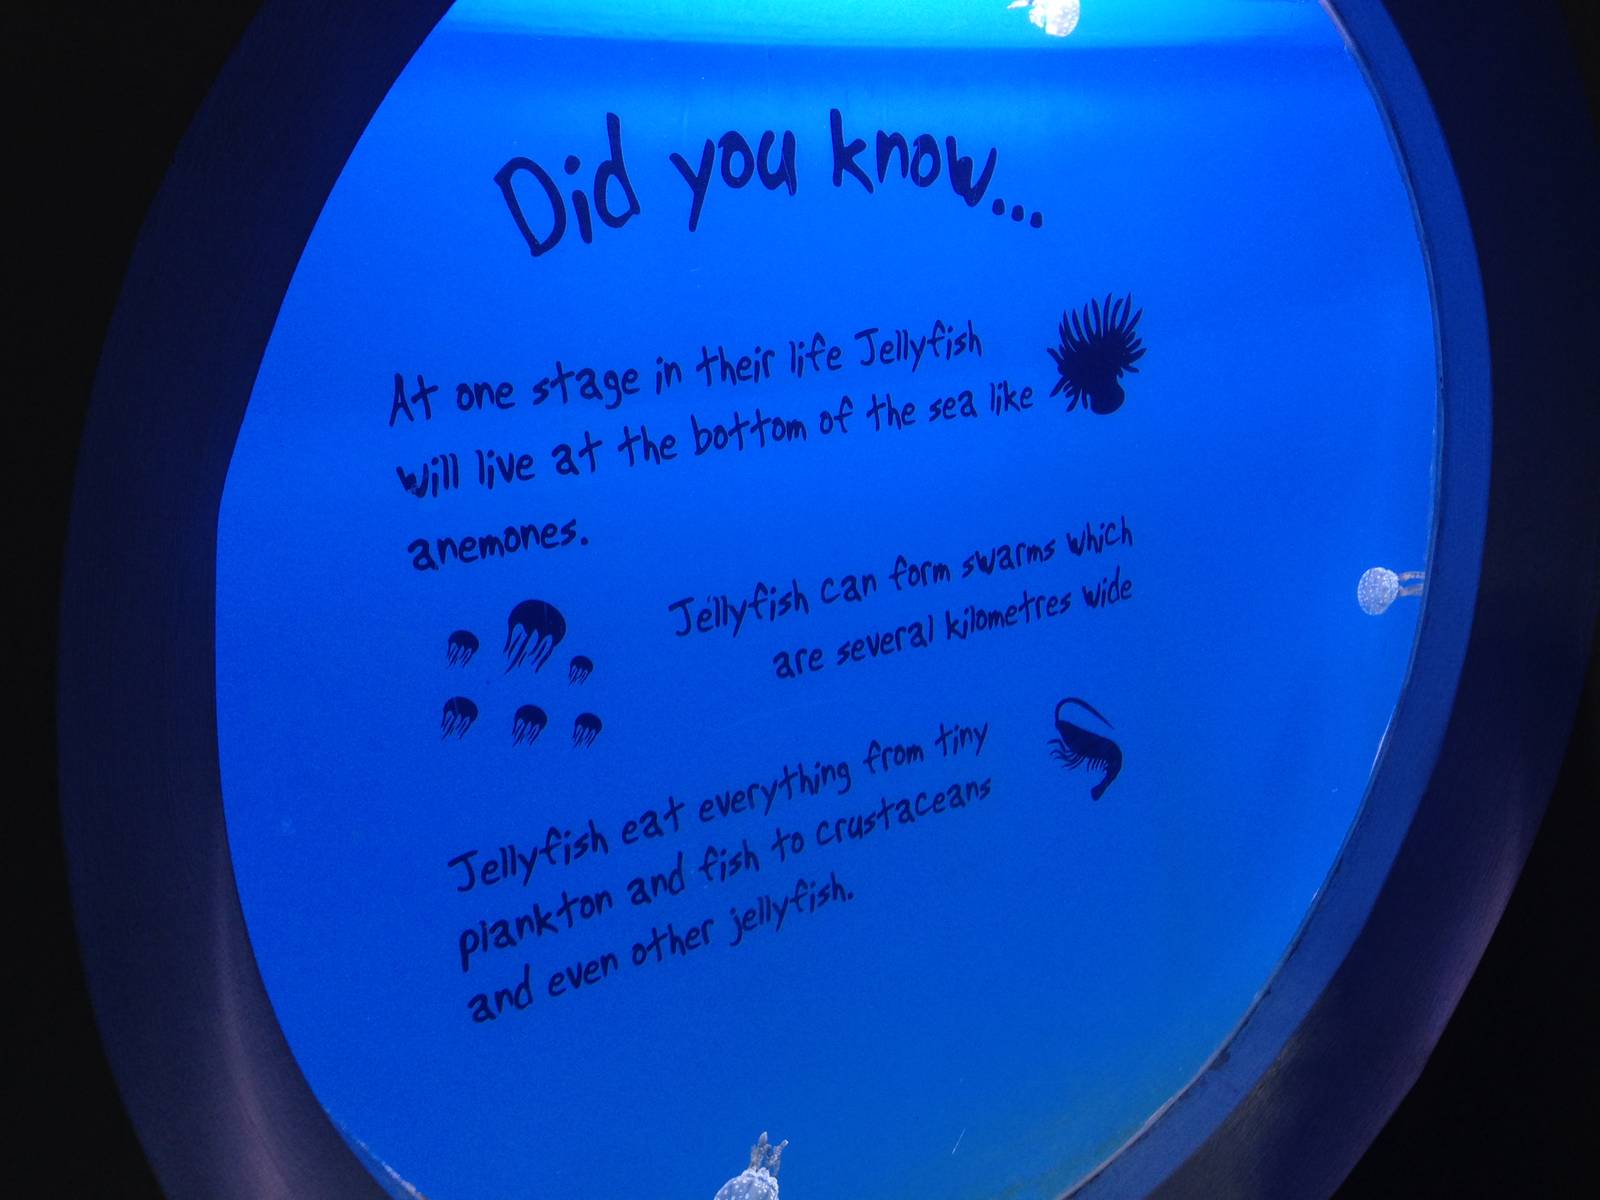 Did you know...
At one stage in their life Jellyfish
will live at the bottom of the sea like
anemones.
Jellyfish can form swarms which
are several kilometres wide
Jellyfish eat everything from tiny
plankton and fish to crustaceans
and even other jellyfish.